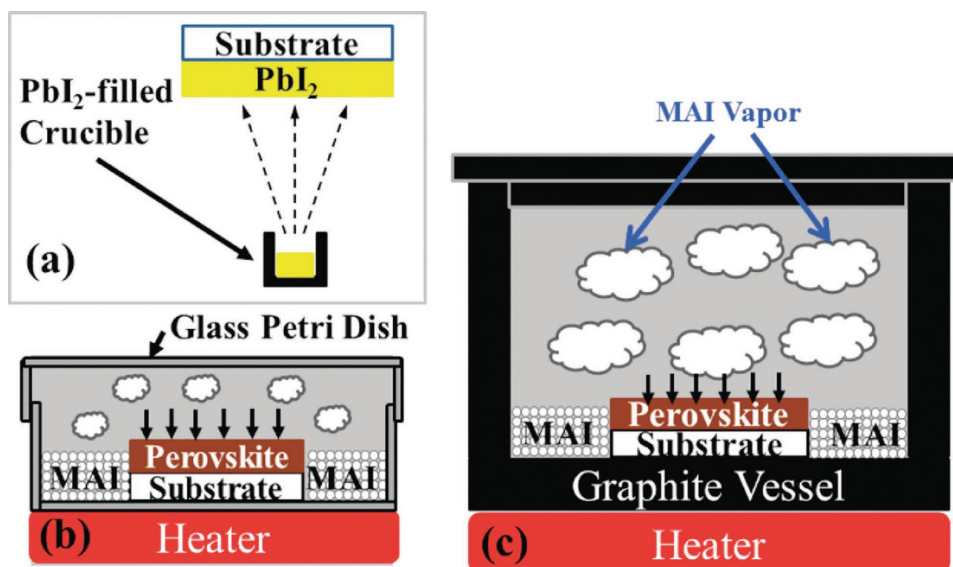 Substrate
PbI₂
PbI₂-filled
Crucible
(a)
Glass Petri Dish
MAI
Perovskite
MAI
Substrate
(b)
Heater
MAI Vapor
MAI
Perovskite
MAI
Substrate
Graphite Vessel
(c)
Heater